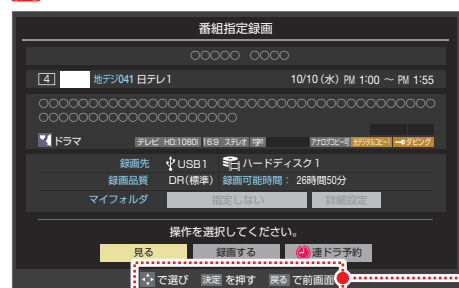 番組指定録画
○○○○○ ○○○○
4 地デジ041 日テレ1 10/10 (水) PM 1:00 ～ PM 1:55
○○○○○○○○○○○○○○○○○○○○○○○○○○○○○○○○○○○○
○○○○○○○○○○○○○○○○○○
ドラマ テレビ HD:1080i 16:9 ステレオ 字 アナログコピー可 デジタルコピー1 ダビング
録画先 USB1 ハードディスク1
録画品質 DR(標準) 録画可能時間： 26時間50分
マイフォルダ 指定しない 詳細設定
操作を選択してください。
見る 録画する 連ドラ予約
で選び 決定 を押す 戻る で前画面